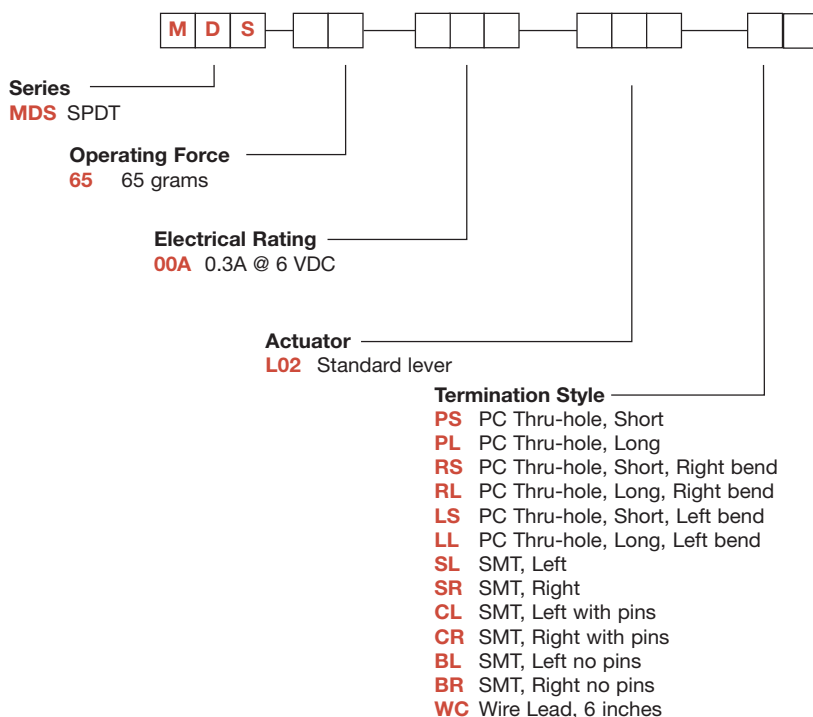 M D S
Series
MDS SPDT
Operating Force
65 65 grams
Electrical Rating
00A 0.3A @ 6 VDC
Actuator
L02 Standard lever
Termination Style
PS PC Thru-hole, Short
PL PC Thru-hole, Long
RS PC Thru-hole, Short, Right bend
RL PC Thru-hole, Long, Right bend
LS PC Thru-hole, Short, Left bend
LL PC Thru-hole, Long, Left bend
SL SMT, Left
SR SMT, Right
CL SMT, Left with pins
CR SMT, Right with pins
BL SMT, Left no pins
BR SMT, Right no pins
WC Wire Lead, 6 inches